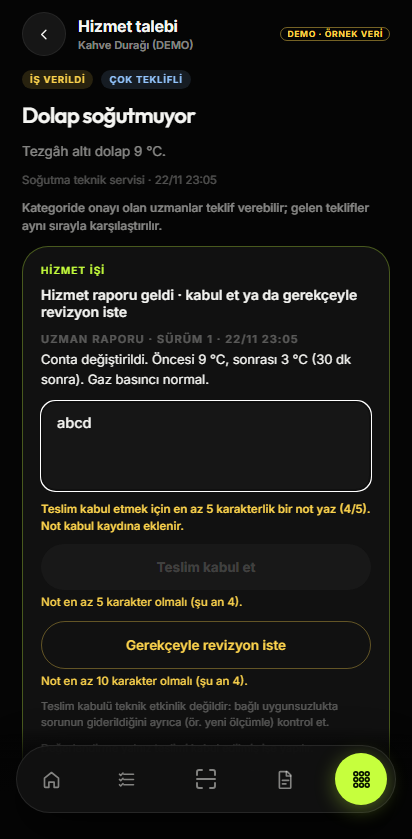 Hizmet talebi
Kahve Durağı (DEMO)
DEMO · ÖRNEK VERİ
İŞ VERİLDİ
ÇOK TEKLİFLİ
Dolap soğutmuyor
Tezgâh altı dolap 9 °C.
Soğutma teknik servisi · 22/11 23:05
Kategoride onayı olan uzmanlar teklif verebilir; gelen teklifler
aynı sırayla karşılaştırılır.
HİZMET İŞİ
Hizmet raporu geldi · kabul et ya da gerekçeyle
revizyon iste
UZMAN RAPORU · SÜRÜM 1 · 22/11 23:05
Conta değiştirildi. Öncesi 9 °C, sonrası 3 °C (30 dk
sonra). Gaz basıncı normal.
abcd
Teslim kabul etmek için en az 5 karakterlik bir not yaz (4/5).
Not kabul kaydına eklenir.
Teslim kabul et
Not en az 5 karakter olmalı (şu an 4).
Gerekçeyle revizyon iste
Not en az 10 karakter olmalı (şu an 4).
Teslim kabulü teknik etkinlik değildir: bağlı uygunsuzlukta
sorunun giderildiğini ayrıca (ör. yeni ölçümle) kontrol et.